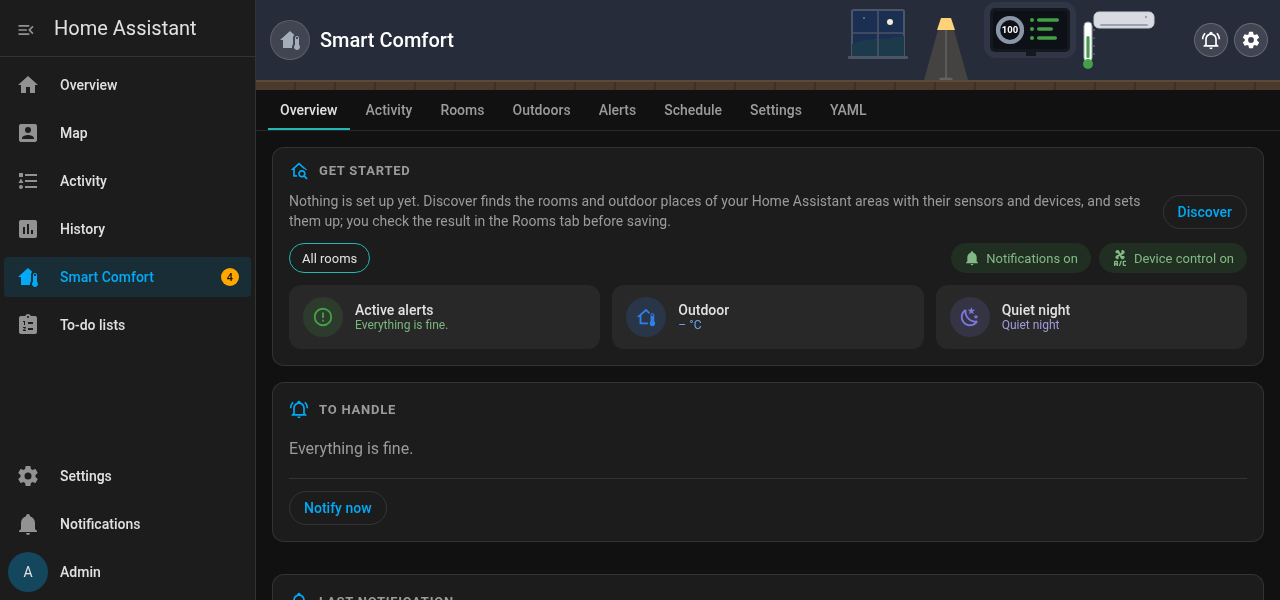 Home Assistant
Overview
Map
Activity
History
Smart Comfort
4
To-do lists
Settings
Notifications
A
Admin
Smart Comfort
100
Overview
Activity
Rooms
Outdoors
Alerts
Schedule
Settings
YAML
GET STARTED
Nothing is set up yet. Discover finds the rooms and outdoor places of your Home Assistant areas with their sensors and devices, and sets
them up; you check the result in the Rooms tab before saving.
Discover
All rooms
Notifications on
A/C
Device control on
Active alerts
Everything is fine.
Outdoor
– °C
Quiet night
Quiet night
TO HANDLE
Everything is fine.
Notify now
LAST NOTIFICATION